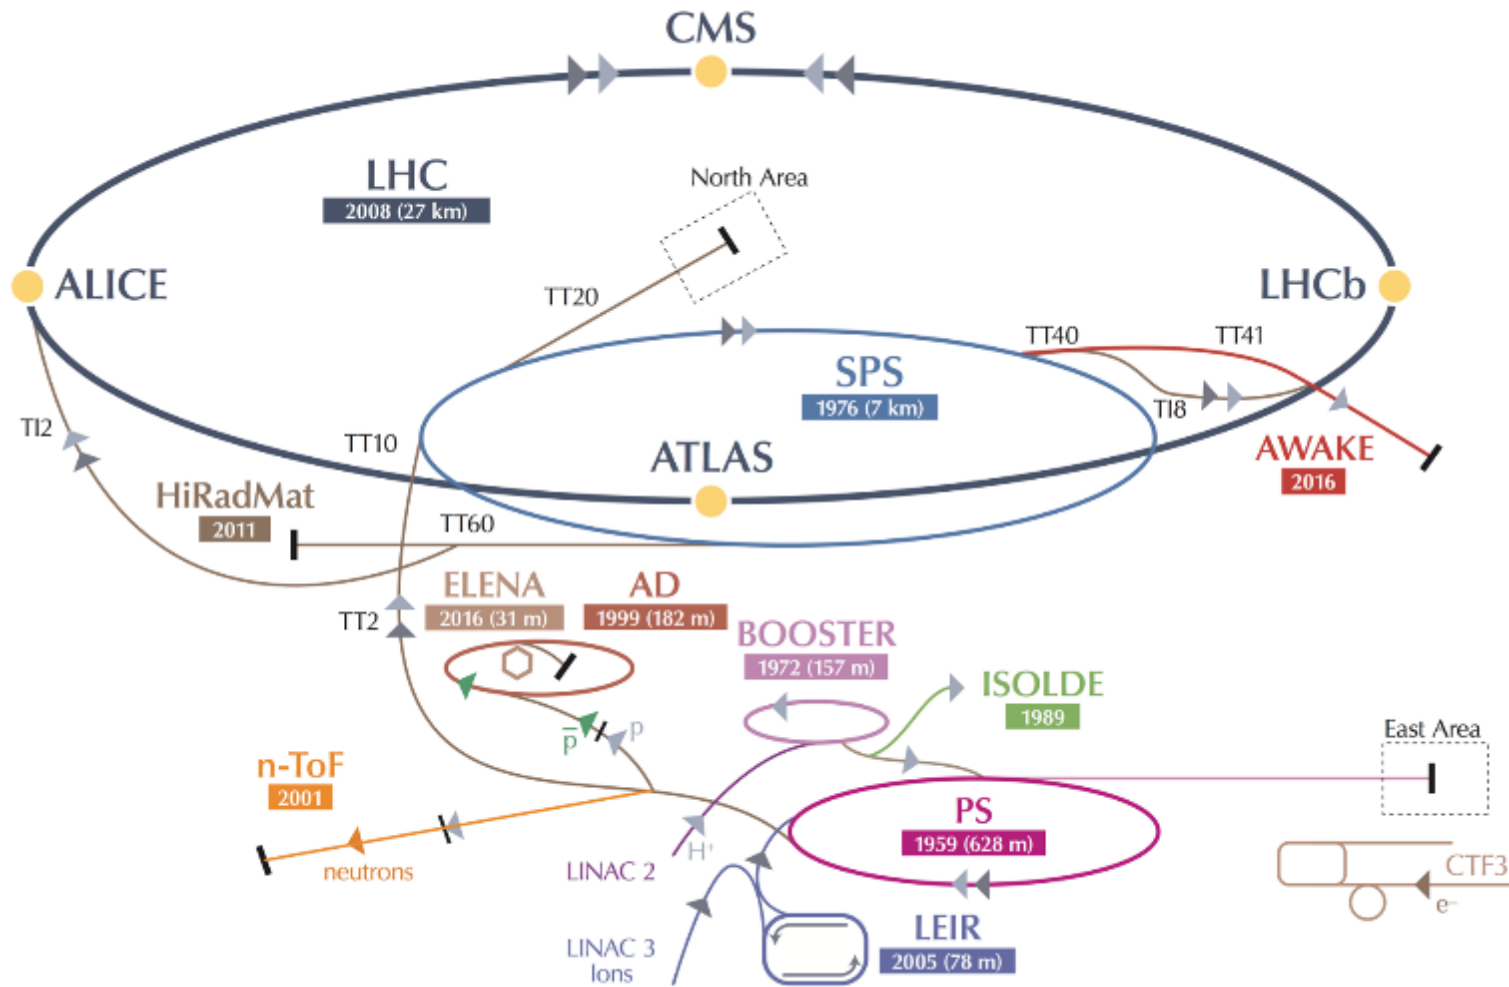 CMS
LHC
2008 (27 km)
North Area
ALICE
LHCb
TT20
TT40
TT41
SPS
1976 (7 km)
TI8
TI2
TT10
ATLAS
AWAKE
2016
HiRadMat
2011
TT60
ELENA
2016 (31 m)
AD
1999 (182 m)
TT2
BOOSTER
1972 (157 m)
ISOLDE
1989
p̅
p
East Area
n-ToF
2001
neutrons
PS
1959 (628 m)
H⁺
LINAC 2
CTF3
e⁻
LEIR
2005 (78 m)
LINAC 3
Ions